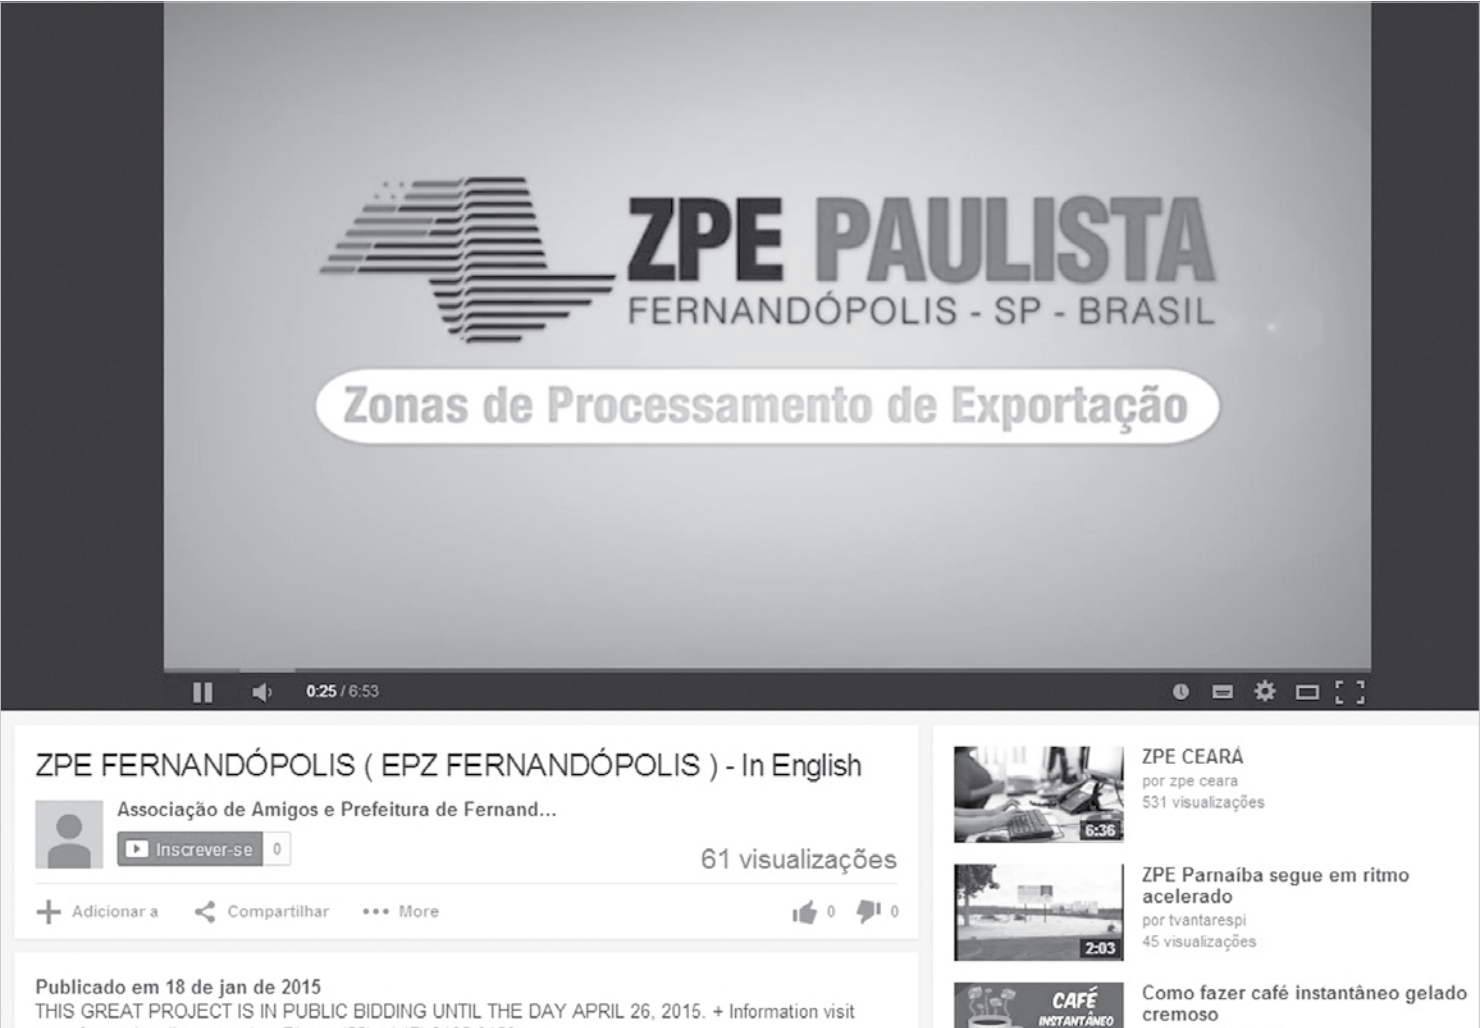 ZPE PAULISTA
FERNANDÓPOLIS - SP - BRASIL
Zonas de Processamento de Exportação
0:25 / 6:53
ZPE FERNANDÓPOLIS ( EPZ FERNANDÓPOLIS ) - In English
Associação de Amigos e Prefeitura de Fernand...
Inscrever-se 0
61 visualizações
Adicionar a Compartilhar More 0 0
Publicado em 18 de jan de 2015
THIS GREAT PROJECT IS IN PUBLIC BIDDING UNTIL THE DAY APRIL 26, 2015. + Information visit
ZPE CEARÁ
por zpe ceara
531 visualizações
6:36
ZPE Parnaíba segue em ritmo
acelerado
por tvantarespi
45 visualizações
2:03
Como fazer café instantâneo gelado
cremoso
CAFÉ
INSTANTÂNEO